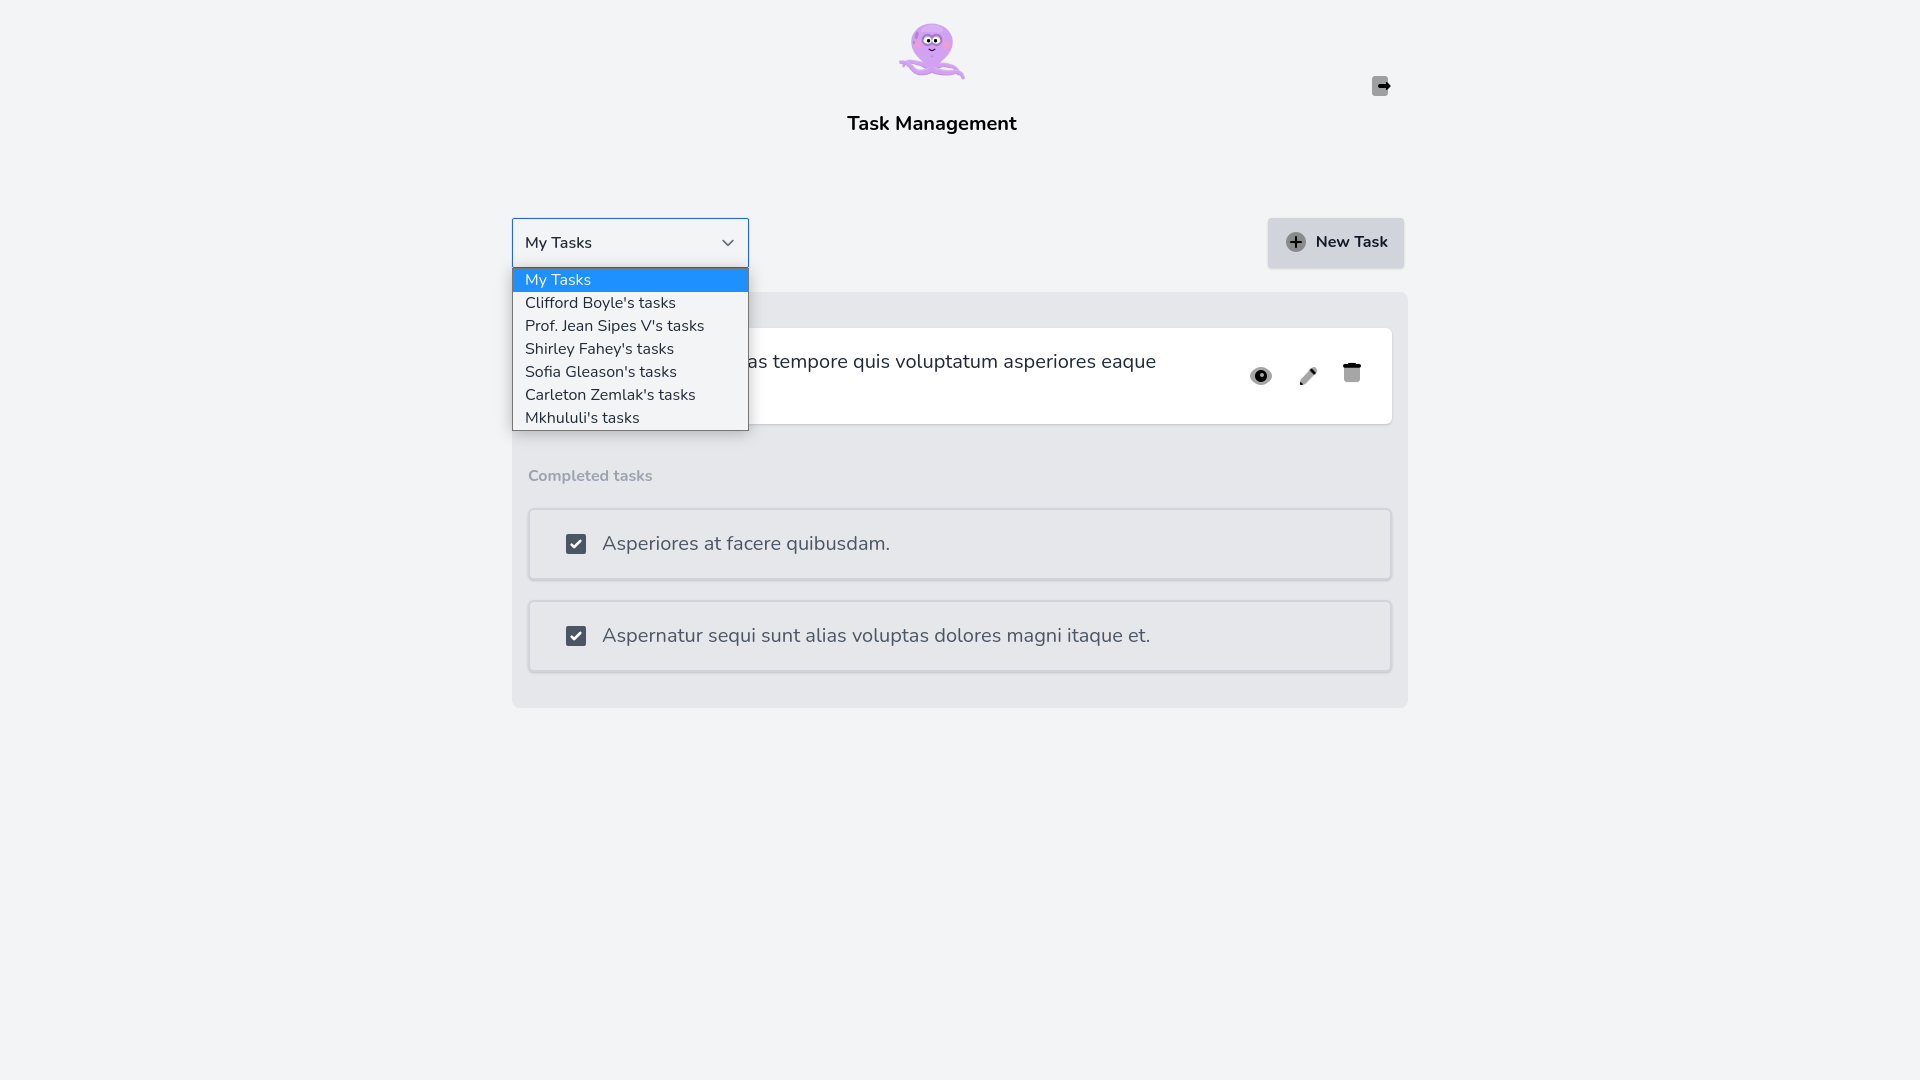 Task Management
My Tasks
New Task
My Tasks
Clifford Boyle's tasks
Prof. Jean Sipes V's tasks
Shirley Fahey's tasks
Sofia Gleason's tasks
Carleton Zemlak's tasks
Mkhululi's tasks
tempore quis voluptatum asperiores eaque
Completed tasks
Asperiores at facere quibusdam.
Aspernatur sequi sunt alias voluptas dolores magni itaque et.